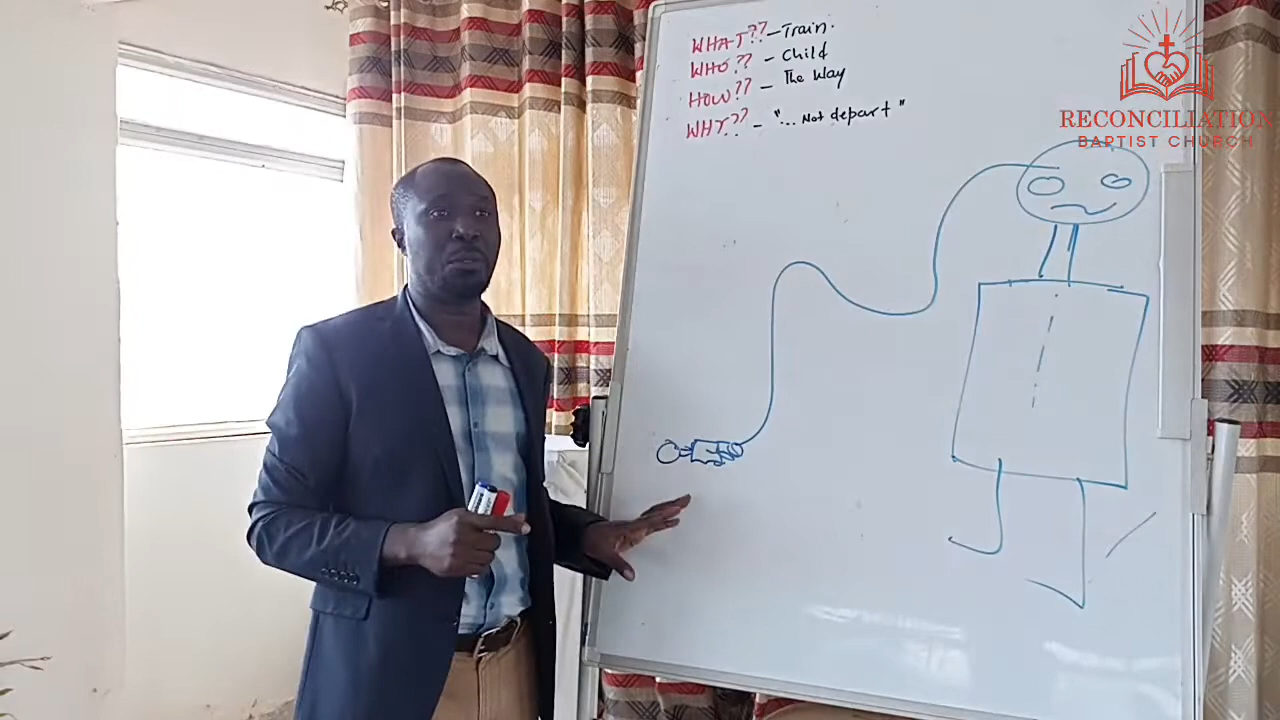 WHAT?? - Train.
WHO?? - Child
HOW?? - The Way
WHY?? - "... Not depart"
RECONCILIATION
BAPTIST CHURCH